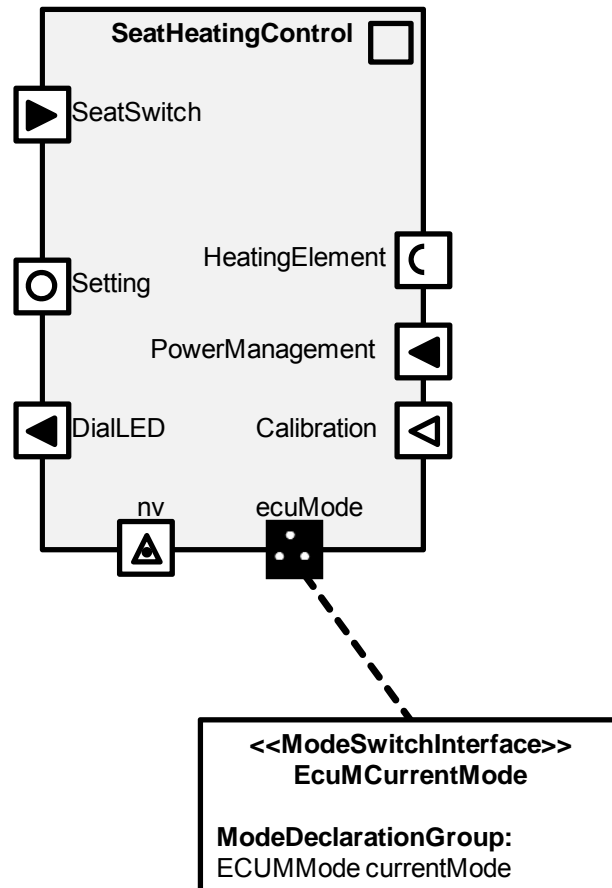 SeatHeatingControl
SeatSwitch
HeatingElement
Setting
PowerManagement
DialLED
Calibration
nv
ecuMode
<<ModeSwitchInterface>>
EcuMCurrentMode
ModeDeclarationGroup:
ECUMMode currentMode